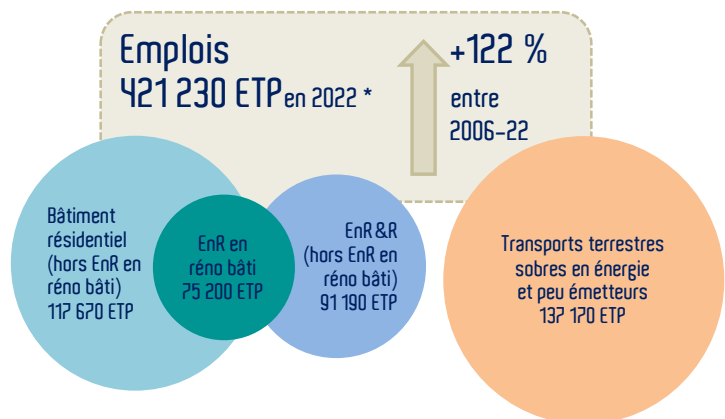 Emplois
421 230 ETP en 2022 *
+122 %
entre
2006-22
Bâtiment
résidentiel
(hors EnR en
réno bâti)
117 670 ETP
EnR en
réno bâti
75 200 ETP
EnR&R
(hors EnR en
réno bâti)
91 190 ETP
Transports terrestres
sobres en énergie
et peu émetteurs
137 170 ETP